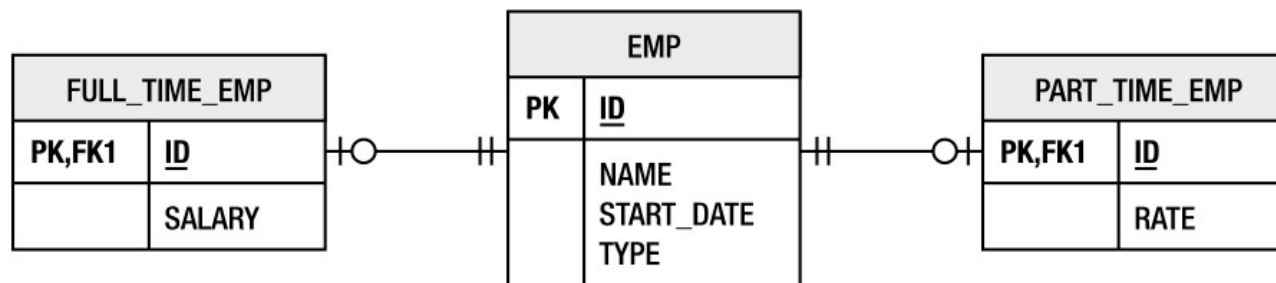 FULL_TIME_EMP
PK,FK1 ID
SALARY
EMP
PK ID
NAME
START_DATE
TYPE
PART_TIME_EMP
PK,FK1 ID
RATE